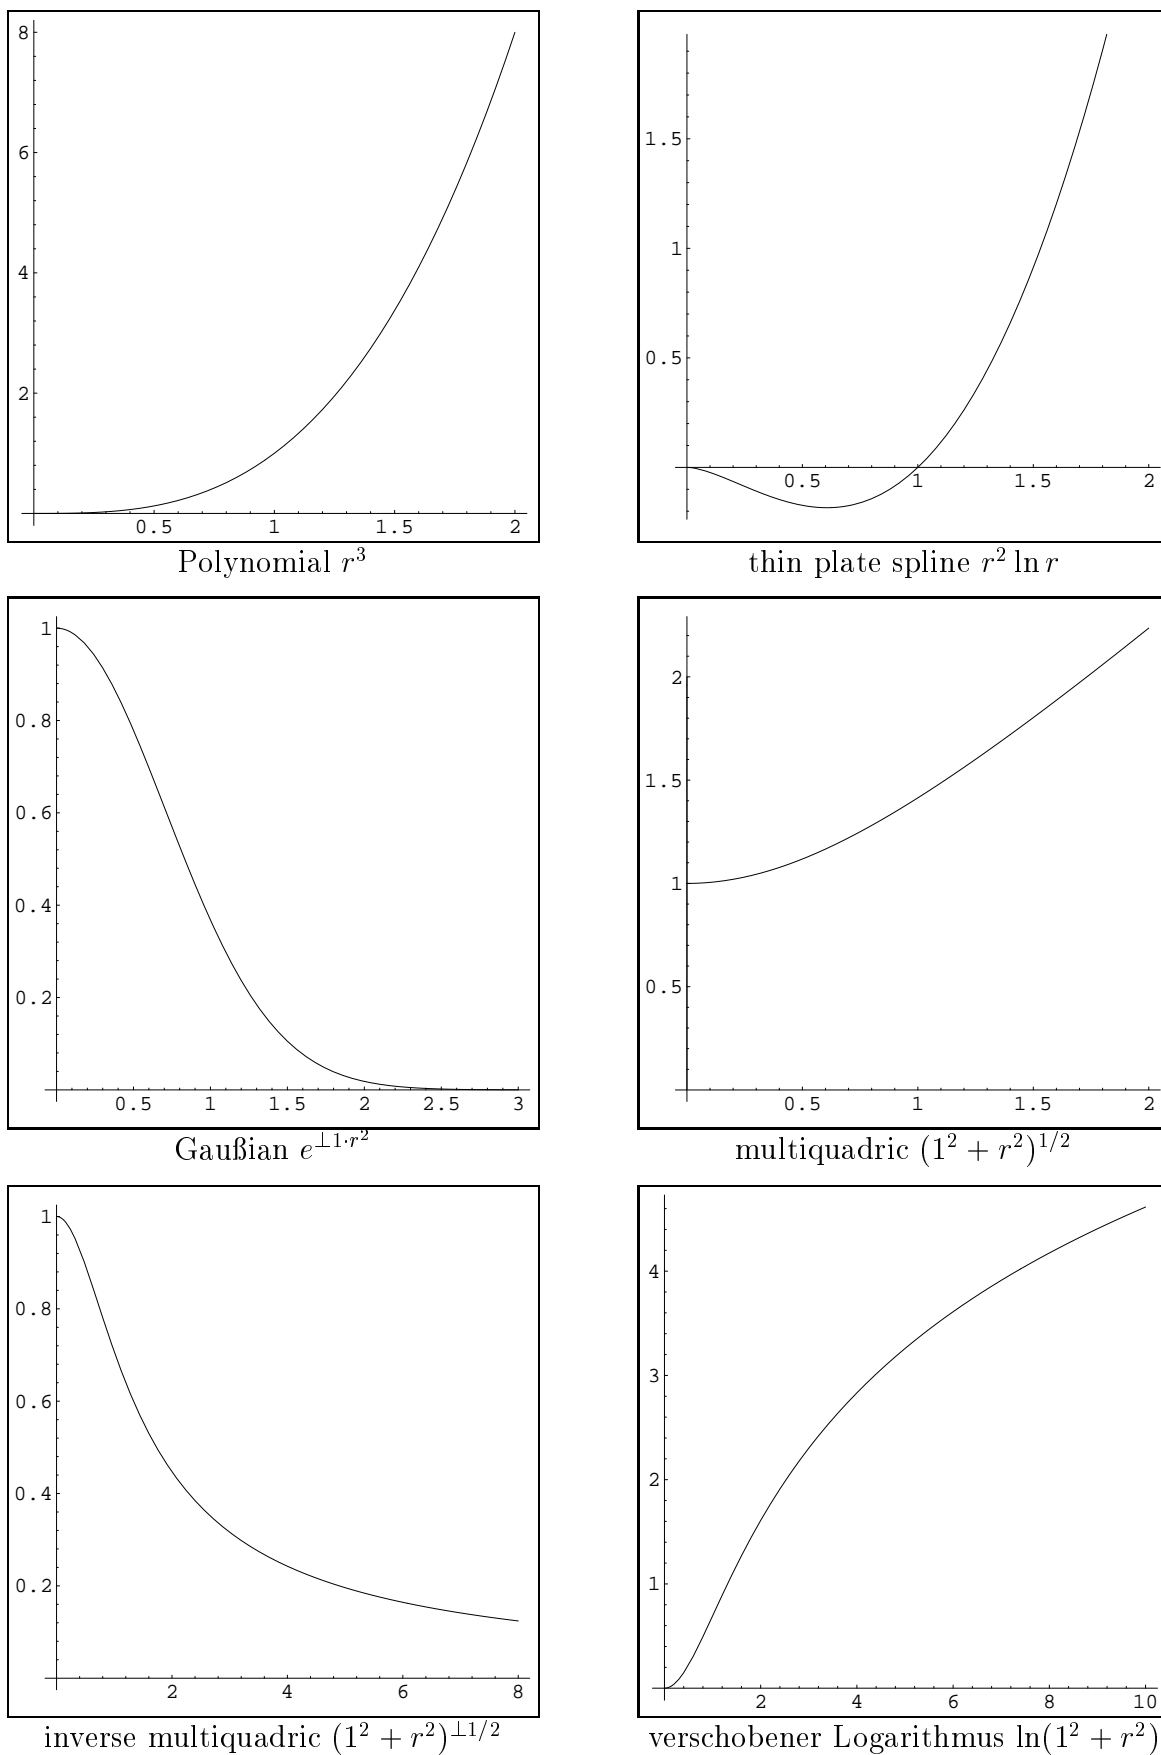 8
6
4
2
0.5 1 1.5 2
Polynomial r³
1.5
1
0.5
0.5 1 1.5 2
thin plate spline r² ln r
1
0.8
0.6
0.4
0.2
0.5 1 1.5 2 2.5 3
Gaußian e^{⊥1·r²}
2
1.5
1
0.5
0.5 1 1.5 2
multiquadric (1² + r²)^{1/2}
1
0.8
0.6
0.4
0.2
2 4 6 8
inverse multiquadric (1² + r²)^{⊥1/2}
4
3
2
1
2 4 6 8 10
verschobener Logarithmus ln(1² + r²)